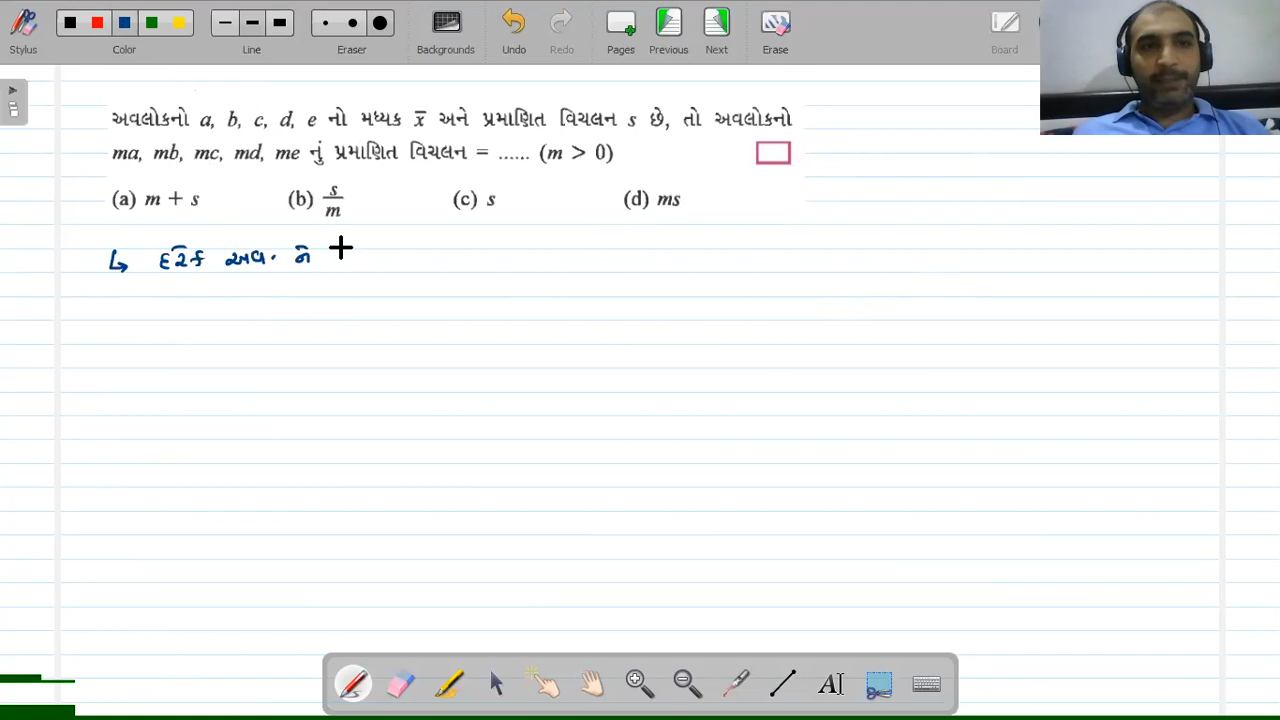 Stylus Color Line Eraser Backgrounds Undo Redo Pages Previous Next Erase Board
અવલોકનો a, b, c, d, e નો મધ્યક x̅ અને પ્રમાણિત વિચલન s છે, તો અવલોકનો
ma, mb, mc, md, me નું પ્રમાણિત વિચલન = ...... (m > 0)
(a) m + s (b) s/m (c) s (d) ms
↳ દરેક અવ. ને